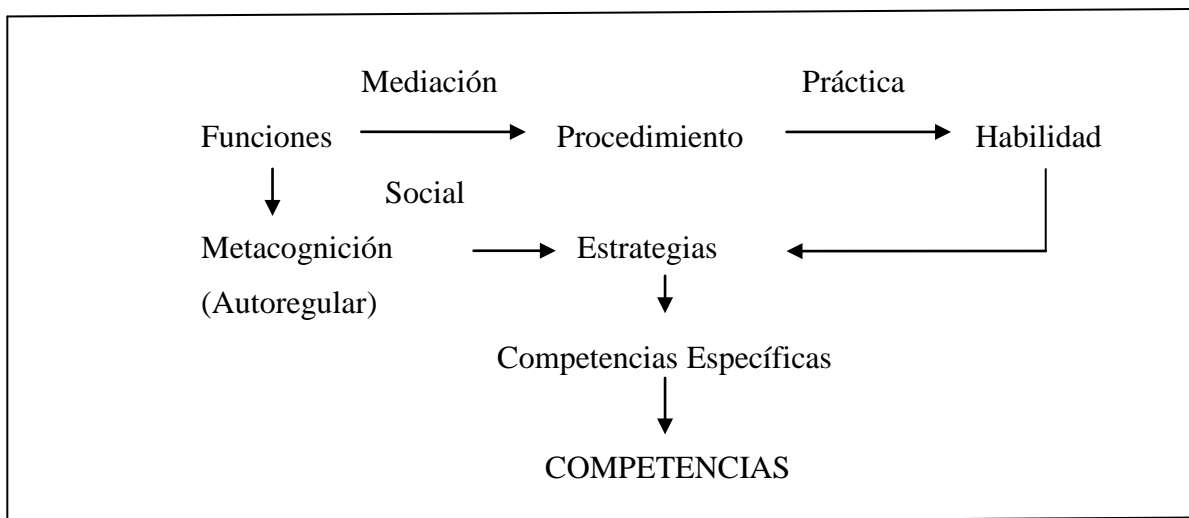 Mediación Práctica
Funciones Procedimiento Habilidad
Social
Metacognición Estrategias
(Autoregular)
Competencias Específicas
COMPETENCIAS